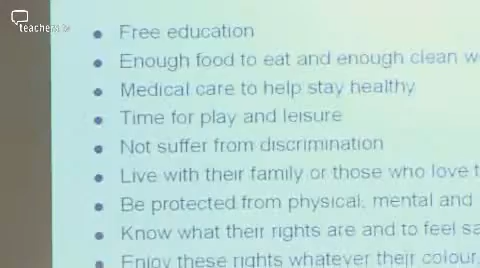 teachers tv
Free education
Enough food to eat and enough clean w
Medical care to help stay healthy
Time for play and leisure
Not suffer from discrimination
Live with their family or those who love t
Be protected from physical, mental and
Know what their rights are and to feel sa
Enjoy these rights whatever their colour,